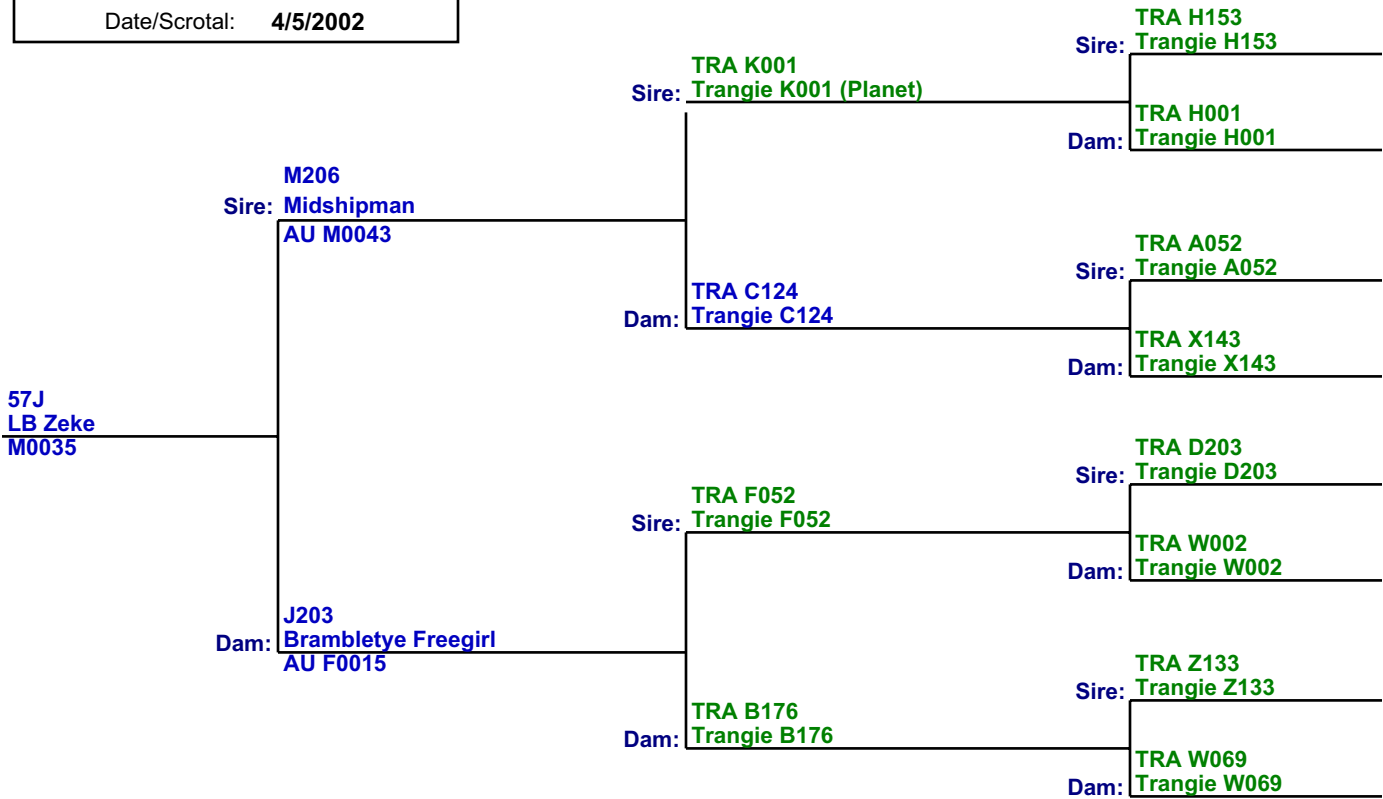 Date/Scrotal: 4/5/2002
TRA H153
Sire: Trangie H153
TRA K001
Sire: Trangie K001 (Planet)
TRA H001
Dam: Trangie H001
M206
Sire: Midshipman
AU M0043
TRA A052
Sire: Trangie A052
TRA C124
Dam: Trangie C124
TRA X143
Dam: Trangie X143
57J
LB Zeke
M0035
TRA D203
Sire: Trangie D203
TRA F052
Sire: Trangie F052
TRA W002
Dam: Trangie W002
J203
Dam: Brambletye Freegirl
AU F0015
TRA Z133
Sire: Trangie Z133
TRA B176
Dam: Trangie B176
TRA W069
Dam: Trangie W069